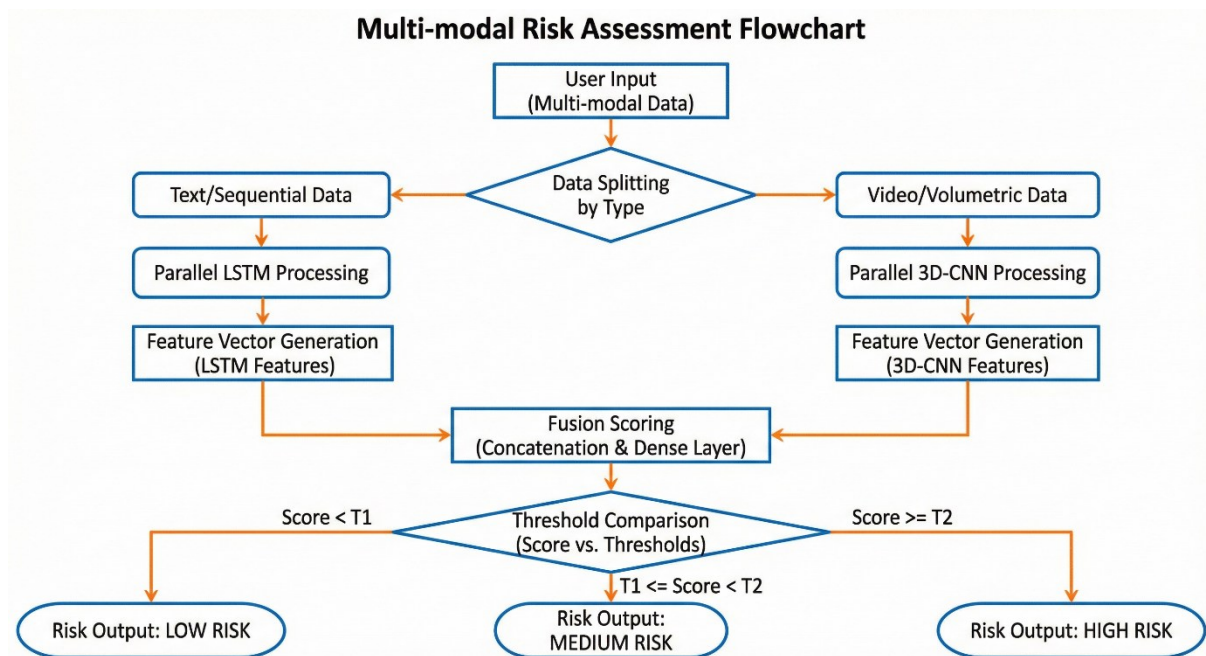 Multi-modal Risk Assessment Flowchart
User Input
(Multi-modal Data)
Data Splitting
by Type
Text/Sequential Data
Video/Volumetric Data
Parallel LSTM Processing
Parallel 3D-CNN Processing
Feature Vector Generation
(LSTM Features)
Feature Vector Generation
(3D-CNN Features)
Fusion Scoring
(Concatenation & Dense Layer)
Score < T1
Threshold Comparison
(Score vs. Thresholds)
Score >= T2
T1 <= Score < T2
Risk Output: LOW RISK
Risk Output:
MEDIUM RISK
Risk Output: HIGH RISK